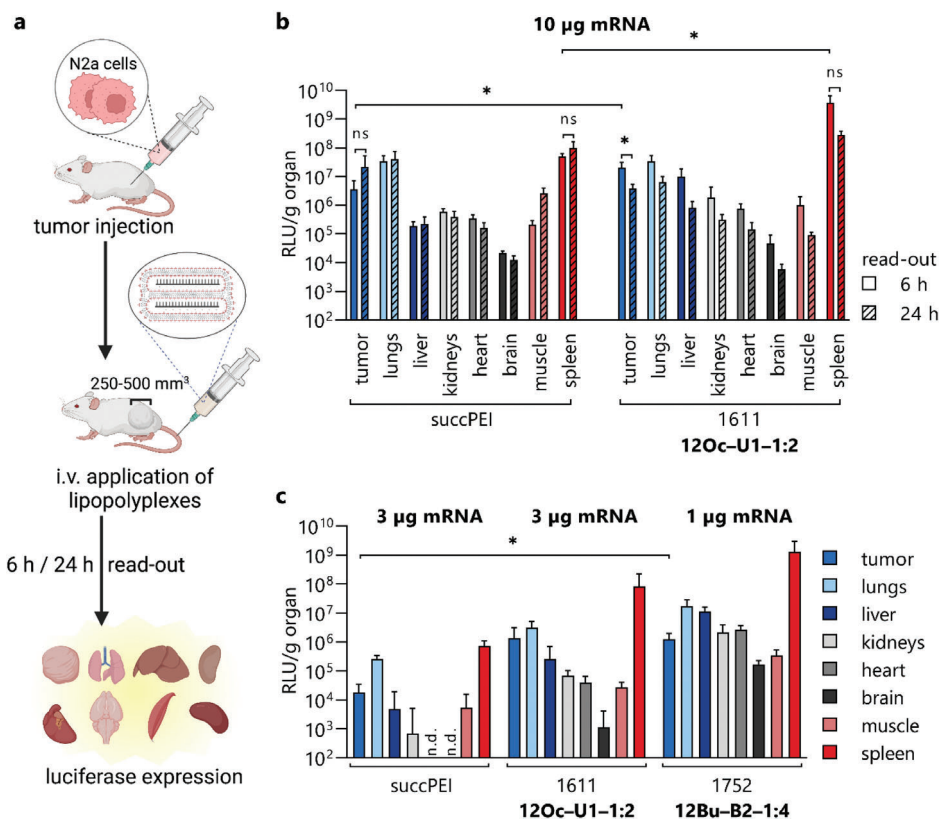 a
N2a cells
tumor injection
250-500 mm³
i.v. application of
lipopolyplexes
6 h / 24 h read-out
luciferase expression
b
10 µg mRNA
*
*
ns
ns
*
ns
RLU/g organ
10¹⁰
10⁹
10⁸
10⁷
10⁶
10⁵
10⁴
10³
10²
tumor
lungs
liver
kidneys
heart
brain
muscle
spleen
tumor
lungs
liver
kidneys
heart
brain
muscle
spleen
succPEI
1611
12Oc–U1–1:2
read-out
6 h
24 h
c
3 µg mRNA
3 µg mRNA
1 µg mRNA
*
RLU/g organ
10¹⁰
10⁹
10⁸
10⁷
10⁶
10⁵
10⁴
10³
10²
n.d.
n.d.
succPEI
1611
12Oc–U1–1:2
1752
12Bu–B2–1:4
tumor
lungs
liver
kidneys
heart
brain
muscle
spleen